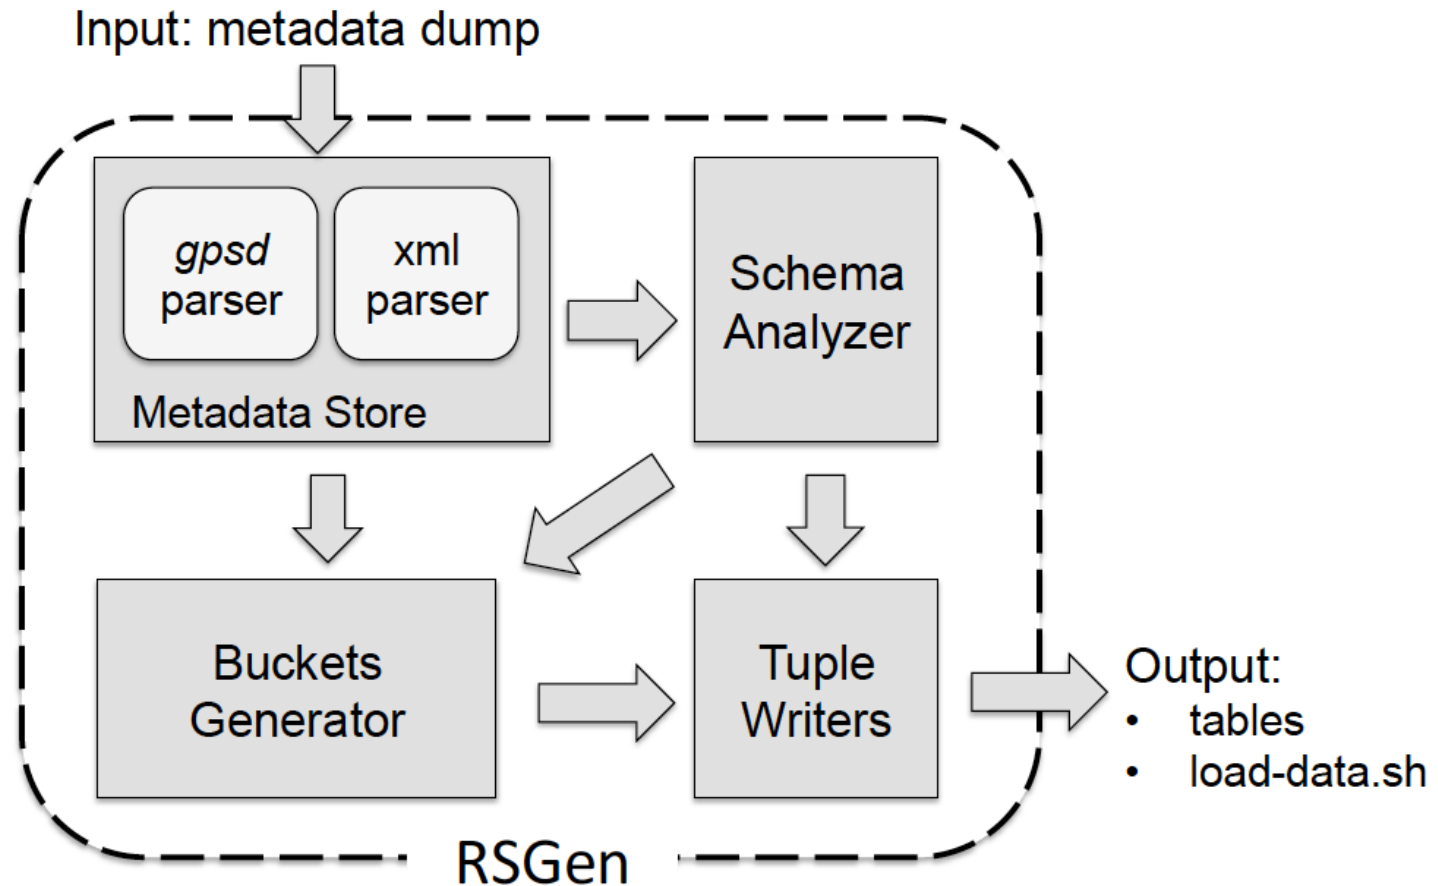 Input: metadata dump
gpsd
parser
xml
parser
Metadata Store
Schema
Analyzer
Buckets
Generator
Tuple
Writers
Output:
• tables
• load-data.sh
RSGen